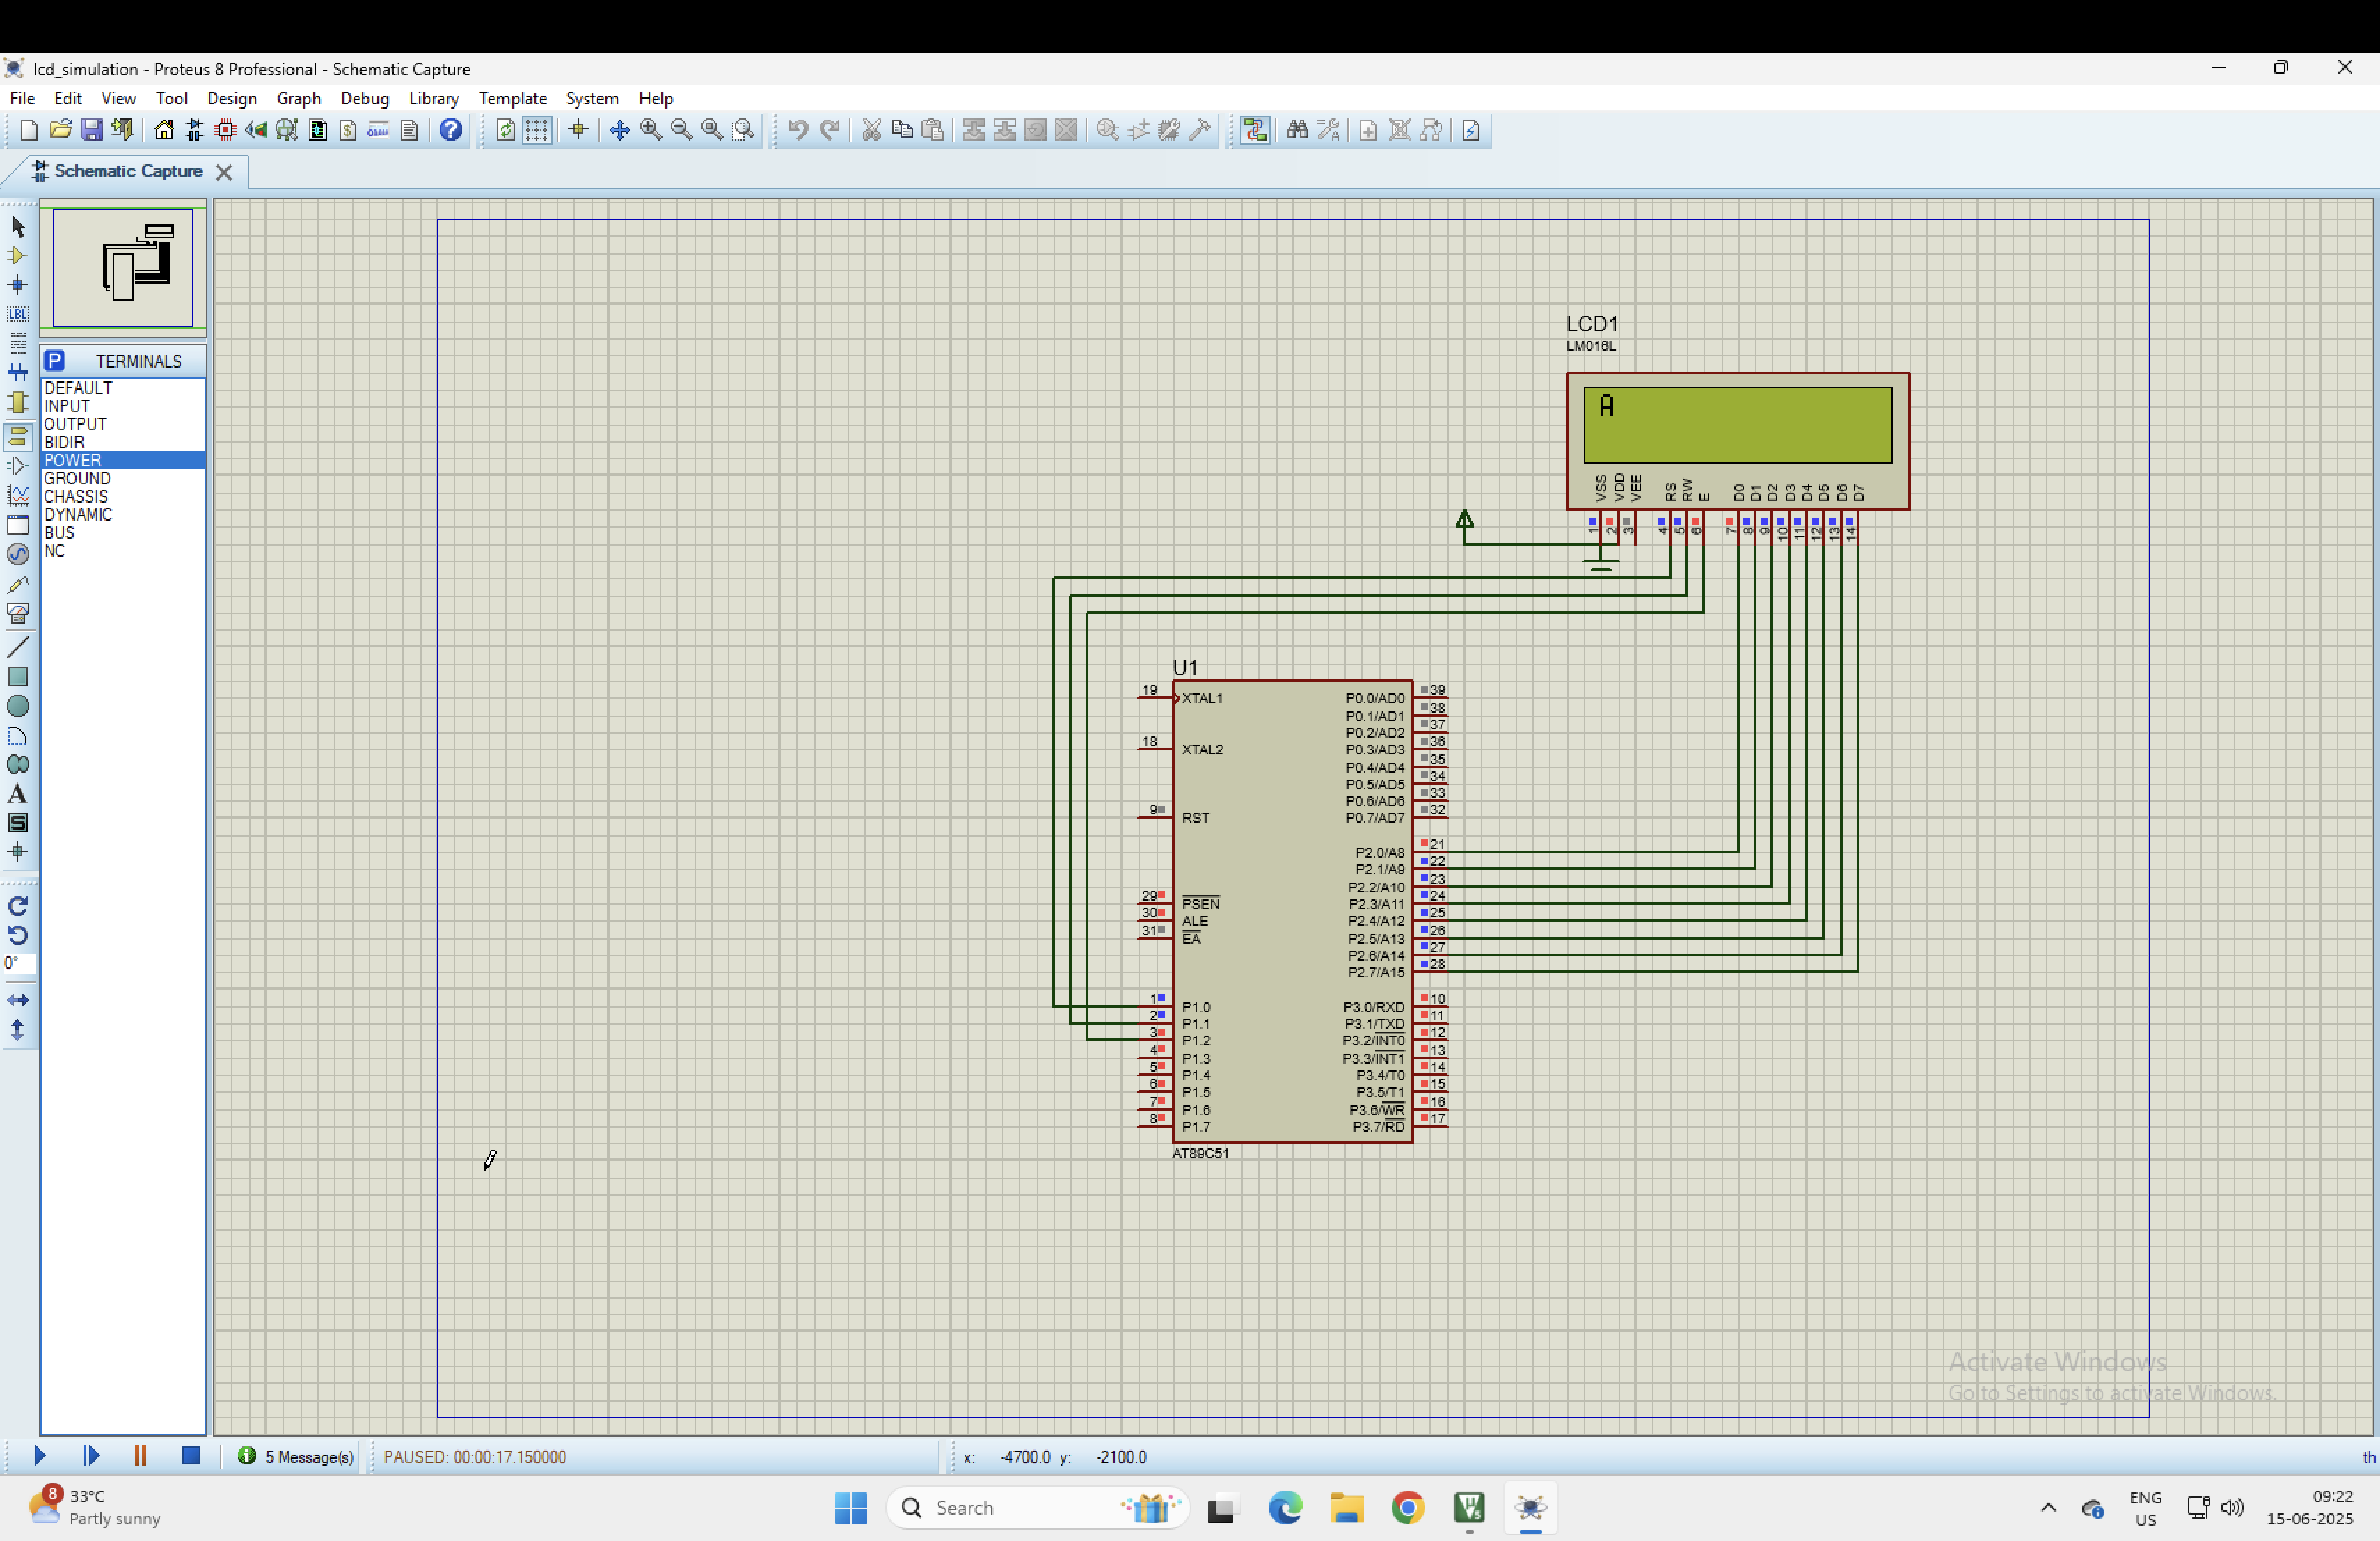 lcd_simulation - Proteus 8 Professional - Schematic Capture
File Edit View Tool Design Graph Debug Library Template System Help
Schematic Capture
LBL
P TERMINALS
DEFAULT
INPUT
OUTPUT
BIDIR
POWER
GROUND
CHASSIS
DYNAMIC
BUS
NC
A
S
0°
LCD1
LM016L
A
VSS VDD VEE RS RW E D0 D1 D2 D3 D4 D5 D6 D7
1 2 3 4 5 6 7 8 9 10 11 12 13 14
U1
19 XTAL1 P0.0/AD0 39
P0.1/AD1 38
P0.2/AD2 37
18 XTAL2 P0.3/AD3 36
P0.4/AD4 35
P0.5/AD5 34
P0.6/AD6 33
9 RST P0.7/AD7 32
P2.0/A8 21
P2.1/A9 22
P2.2/A10 23
29 PSEN P2.3/A11 24
30 ALE P2.4/A12 25
31 EA P2.5/A13 26
P2.6/A14 27
P2.7/A15 28
1 P1.0 P3.0/RXD 10
2 P1.1 P3.1/TXD 11
3 P1.2 P3.2/INT0 12
4 P1.3 P3.3/INT1 13
5 P1.4 P3.4/T0 14
6 P1.5 P3.5/T1 15
7 P1.6 P3.6/WR 16
8 P1.7 P3.7/RD 17
AT89C51
Activate Windows
Go to Settings to activate Windows.
5 Message(s) PAUSED: 00:00:17.150000 x: -4700.0 y: -2100.0 th
8 33°C
Partly sunny
Search
ENG
US
09:22
15-06-2025